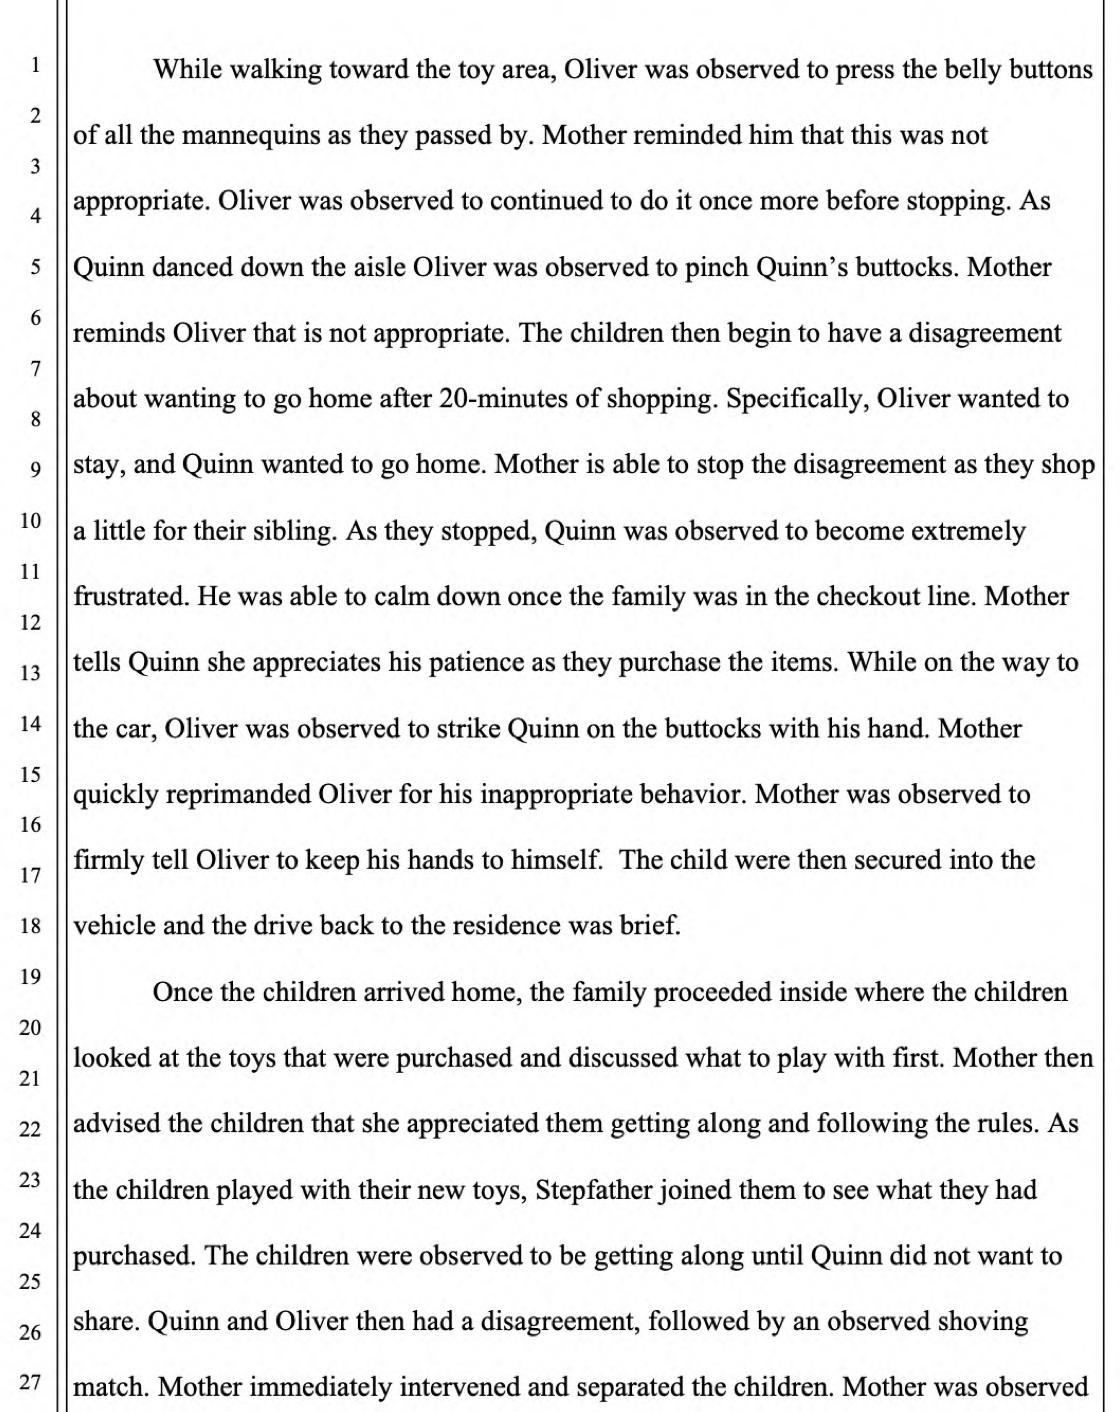 1
While walking toward the toy area, Oliver was observed to press the belly buttons
2
of all the mannequins as they passed by. Mother reminded him that this was not
3
appropriate. Oliver was observed to continued to do it once more before stopping. As
4
5
Quinn danced down the aisle Oliver was observed to pinch Quinn’s buttocks. Mother
6
reminds Oliver that is not appropriate. The children then begin to have a disagreement
7
about wanting to go home after 20-minutes of shopping. Specifically, Oliver wanted to
8
9
stay, and Quinn wanted to go home. Mother is able to stop the disagreement as they shop
10
a little for their sibling. As they stopped, Quinn was observed to become extremely
11
frustrated. He was able to calm down once the family was in the checkout line. Mother
12
13
tells Quinn she appreciates his patience as they purchase the items. While on the way to
14
the car, Oliver was observed to strike Quinn on the buttocks with his hand. Mother
15
quickly reprimanded Oliver for his inappropriate behavior. Mother was observed to
16
firmly tell Oliver to keep his hands to himself.  The child were then secured into the
17
18
vehicle and the drive back to the residence was brief.
19
Once the children arrived home, the family proceeded inside where the children
20
looked at the toys that were purchased and discussed what to play with first. Mother then
21
22
advised the children that she appreciated them getting along and following the rules. As
23
the children played with their new toys, Stepfather joined them to see what they had
24
purchased. The children were observed to be getting along until Quinn did not want to
25
share. Quinn and Oliver then had a disagreement, followed by an observed shoving
26
27
match. Mother immediately intervened and separated the children. Mother was observed